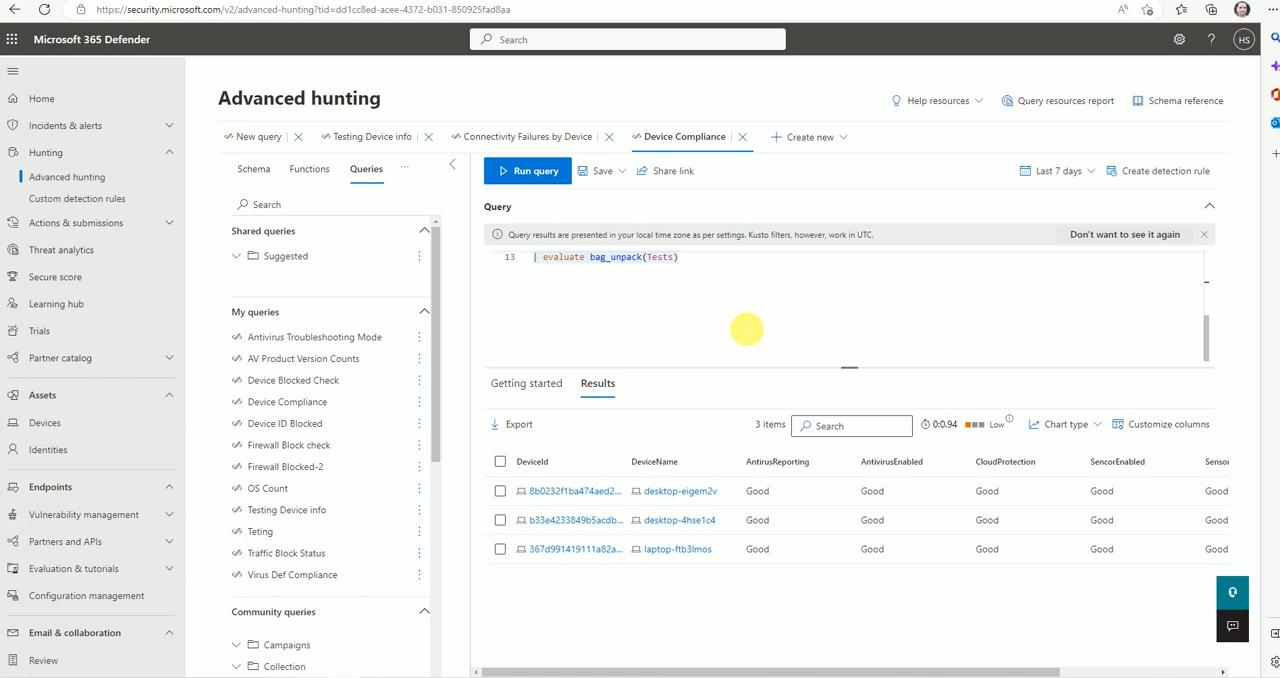 https://security.microsoft.com/v2/advanced-hunting?tid=dd1cc8ed-acee-4372-b031-850925fad8aa
Microsoft 365 Defender
Search
HS
Home
Incidents & alerts
Hunting
Advanced hunting
Custom detection rules
Actions & submissions
Threat analytics
Secure score
Learning hub
Trials
Partner catalog
Assets
Devices
Identities
Endpoints
Vulnerability management
Partners and APIs
Evaluation & tutorials
Configuration management
Email & collaboration
Review
Advanced hunting
Help resources
Query resources report
Schema reference
New query
Testing Device info
Connectivity Failures by Device
Device Compliance
Create new
Schema
Functions
Queries
Search
Shared queries
Suggested
My queries
Antivirus Troubleshooting Mode
AV Product Version Counts
Device Blocked Check
Device Compliance
Device ID Blocked
Firewall Block check
Firewall Blocked-2
OS Count
Testing Device info
Teting
Traffic Block Status
Virus Def Compliance
Community queries
Campaigns
Collection
Run query
Save
Share link
Last 7 days
Create detection rule
Query
Query results are presented in your local time zone as per settings. Kusto filters, however, work in UTC.
Don't want to see it again
13 | evaluate bag_unpack(Tests)
Getting started
Results
Export
3 items
Search
0:0.94
Low
Chart type
Customize columns
DeviceId DeviceName AntirusReporting AntivirusEnabled CloudProtection SencorEnabled Sensor
8b0232f1ba474aed2... desktop-eigem2v Good Good Good Good Good
b33e4233849b5acdb... desktop-4hse1c4 Good Good Good Good Good
367d991419111a82a... laptop-ftb3lmos Good Good Good Good Good